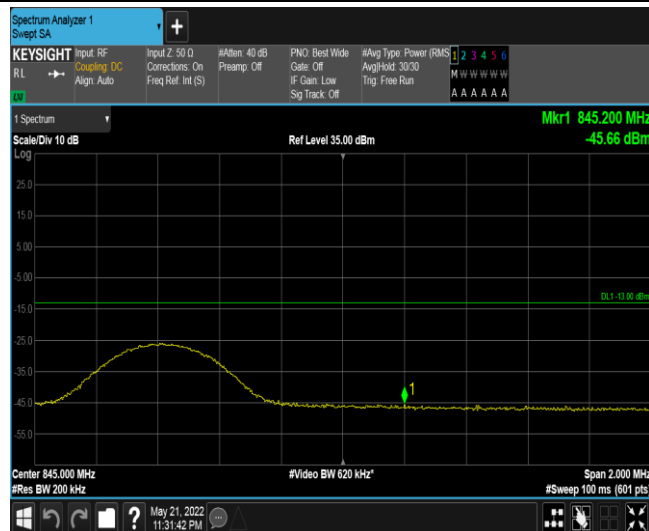 Spectrum Analyzer 1
Swept SA
+
KEYSIGHT
RL
Input: RF
Coupling: DC
Align: Auto
Input Z: 50 Ω
Corrections: On
Freq Ref: Int (S)
#Atten: 40 dB
Preamp: Off
PNO: Best Wide
Gate: Off
IF Gain: Low
Sig Track: Off
#Avg Type: Power (RMS
Avg|Hold: 30/30
Trig: Free Run
1 2 3 4 5 6
M W W W W W
A A A A A A
1 Spectrum
Scale/Div 10 dB
Ref Level 35.00 dBm
Mkr1 845.200 MHz
-45.66 dBm
Log
25.0
15.0
5.00
-5.00
DL1 -13.00 dBm
-15.0
-25.0
-35.0
1
-45.0
-55.0
Center 845.000 MHz
#Video BW 620 kHz*
Span 2.000 MHz
#Res BW 200 kHz
#Sweep 100 ms (601 pts)
?
May 21, 2022
11:31:42 PM